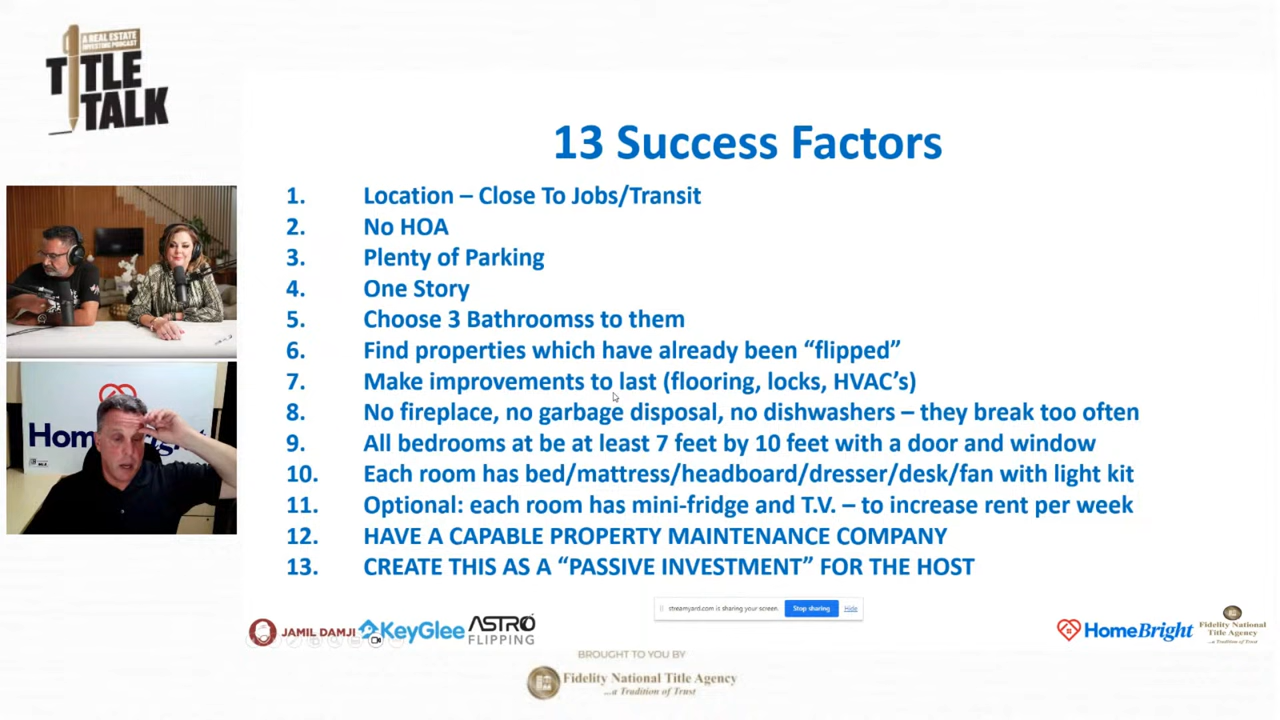 A REAL ESTATE
INVESTING PODCAST
TITLE
TALK
13 Success Factors
1. Location – Close To Jobs/Transit
2. No HOA
3. Plenty of Parking
4. One Story
5. Choose 3 Bathroomss to them
6. Find properties which have already been “flipped”
7. Make improvements to last (flooring, locks, HVAC’s)
8. No fireplace, no garbage disposal, no dishwashers – they break too often
9. All bedrooms at be at least 7 feet by 10 feet with a door and window
10. Each room has bed/mattress/headboard/dresser/desk/fan with light kit
11. Optional: each room has mini-fridge and T.V. – to increase rent per week
12. HAVE A CAPABLE PROPERTY MAINTENANCE COMPANY
13. CREATE THIS AS A “PASSIVE INVESTMENT” FOR THE HOST
streamyard.com is sharing your screen. Stop sharing Hide
JAMIL DAMJI KeyGlee ASTRO FLIPPING
HomeBright Fidelity National Title Agency ...a Tradition of Trust
BROUGHT TO YOU BY
Fidelity National Title Agency
...a Tradition of Trust